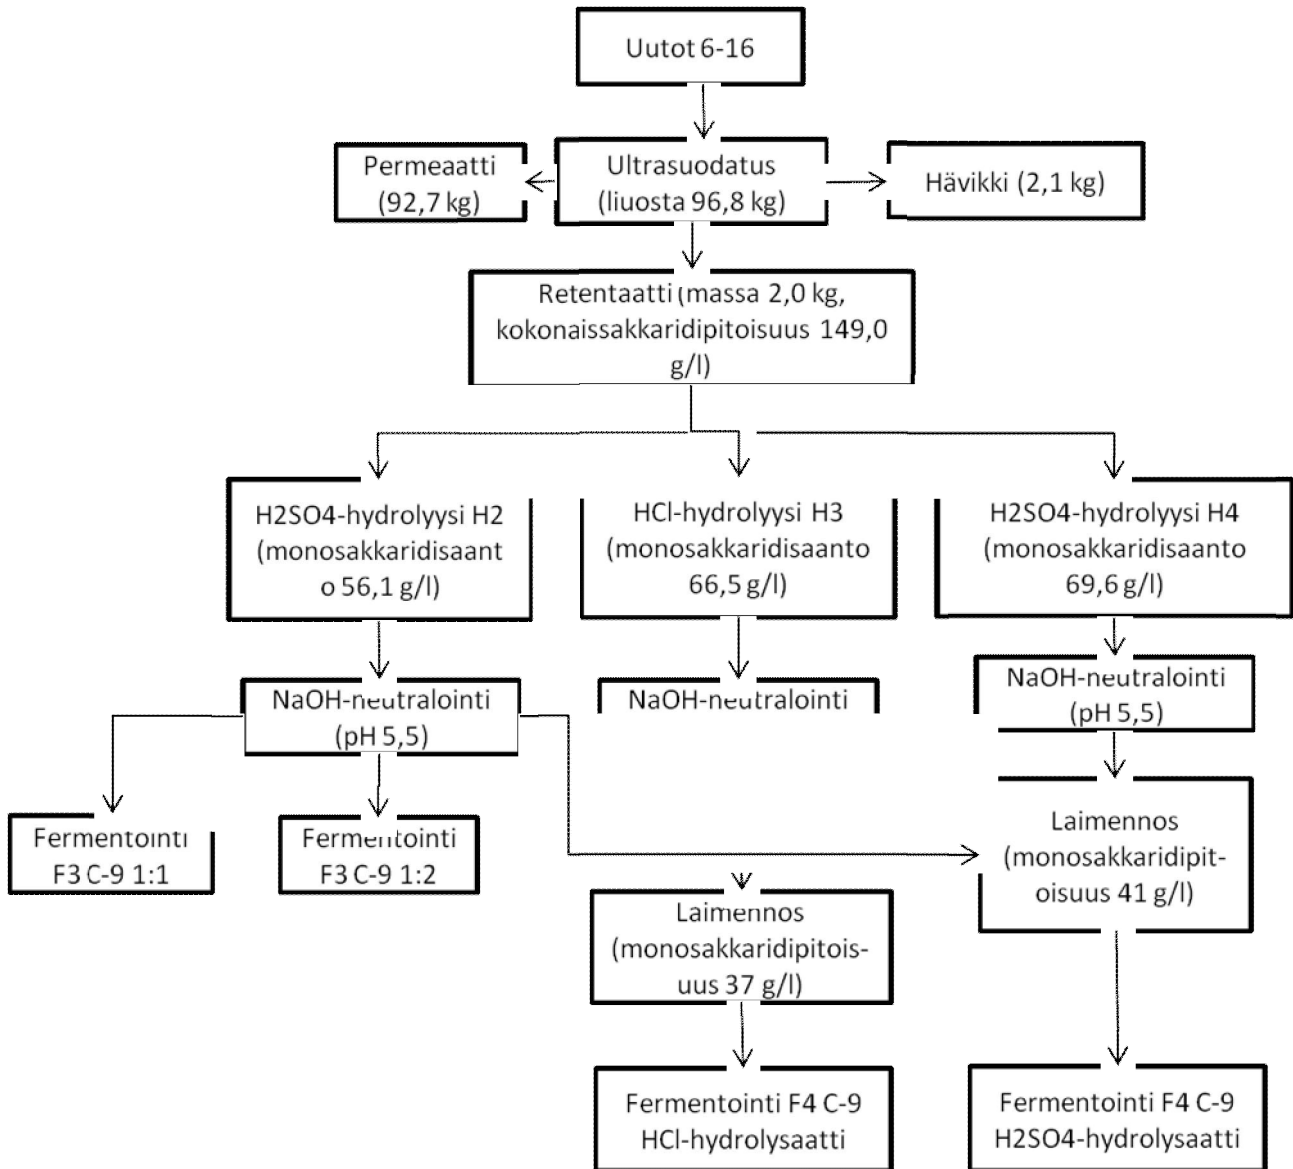 Uutot 6-16
Permeaatti
(92,7 kg)
Ultrasuodatus
(liuosta 96,8 kg)
Hävikki (2,1 kg)
Retentaatti (massa 2,0 kg,
kokonaissakkaridipitoisuus 149,0
g/l)
H2SO4-hydrolyysi H2
(monosakkaridisaant
o 56,1 g/l)
HCl-hydrolyysi H3
(monosakkaridisaanto
66,5 g/l)
H2SO4-hydrolyysi H4
(monosakkaridisaanto
69,6 g/l)
NaOH-neutralointi
(pH 5,5)
NaOH-neutralointi
NaOH-neutralointi
(pH 5,5)
Fermentointi
F3 C-9 1:1
Fermentointi
F3 C-9 1:2
Laimennos
(monosakkaridipitois-
uus 37 g/l)
Laimennos
(monosakkaridipit-
oisuus 41 g/l)
Fermentointi F4 C-9
HCl-hydrolysaatti
Fermentointi F4 C-9
H2SO4-hydrolysaatti